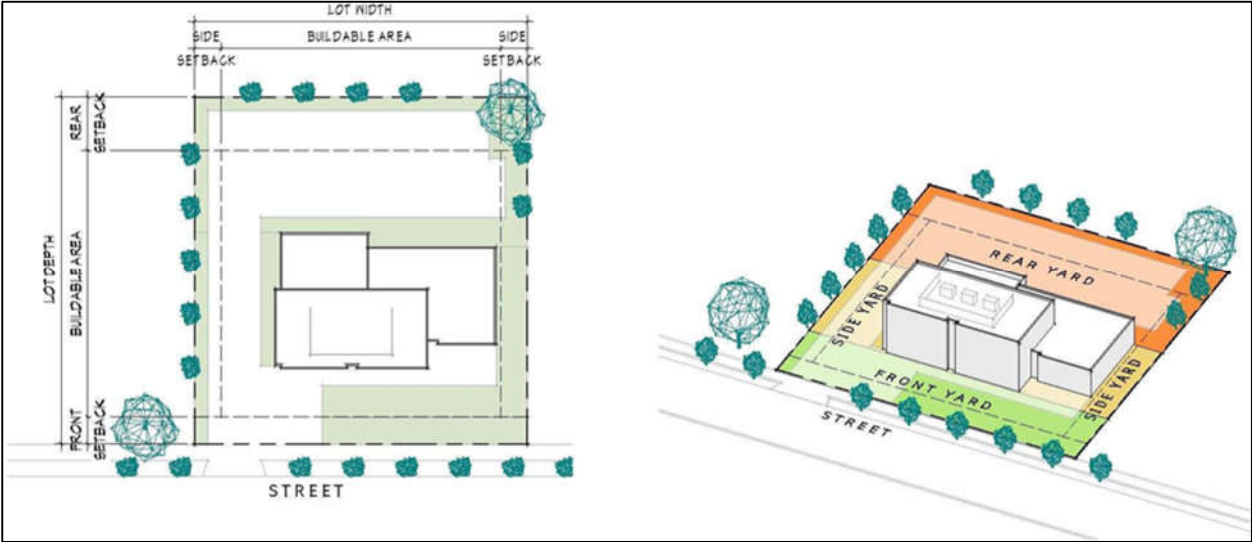 LOT WIDTH
SIDE BUILDABLE AREA SIDE
SETBACK SETBACK
LOT DEPTH
REAR
SETBACK
BUILDABLE AREA
FRONT
SETBACK
STREET
REAR YARD
SIDE YARD
SIDE YARD
FRONT YARD
STREET